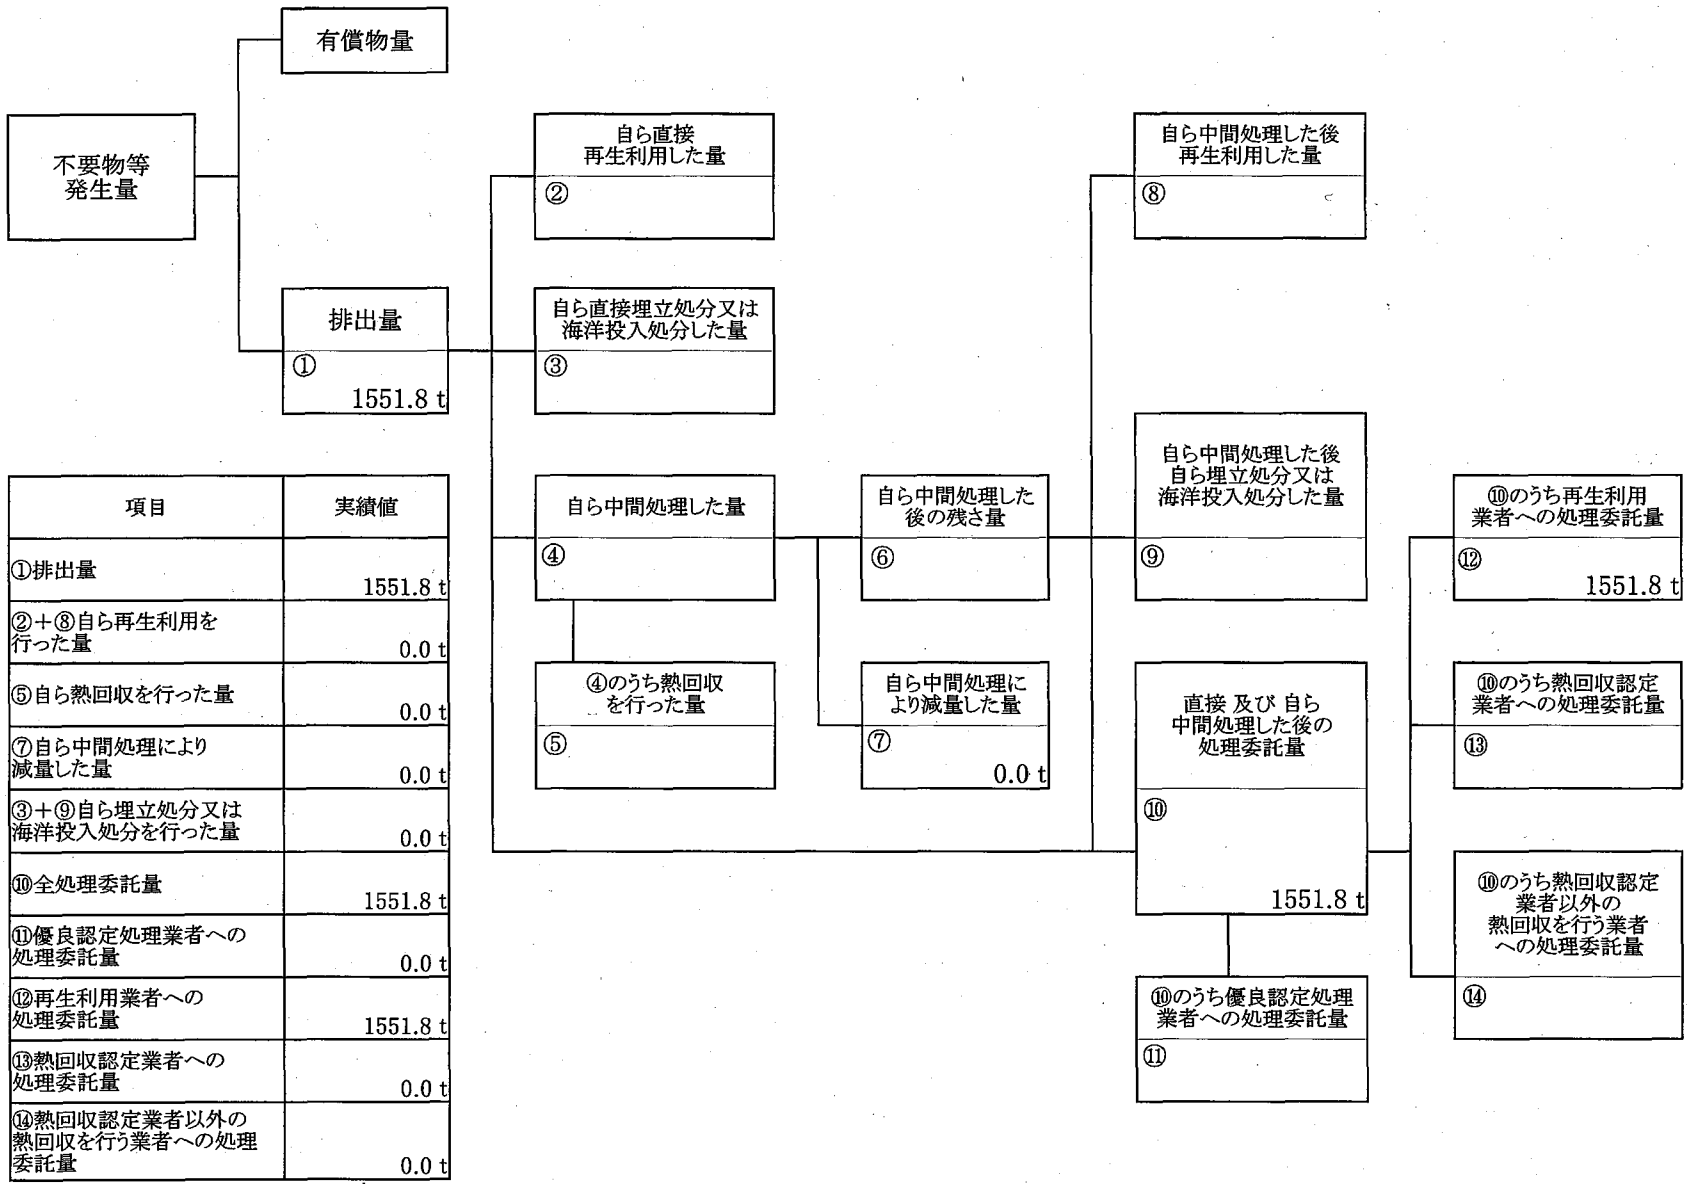 有償物量
不要物等
発生量
排出量
①
1551.8 t
自ら直接
再生利用した量
②
自ら直接埋立処分又は
海洋投入処分した量
③
自ら中間処理した量
④
④のうち熱回収
を行った量
⑤
自ら中間処理した
後の残さ量
⑥
自ら中間処理に
より減量した量
⑦
0.0 t
自ら中間処理した後
再生利用した量
⑧
自ら中間処理した後
自ら埋立処分又は
海洋投入処分した量
⑨
直接 及び 自ら
中間処理した後の
処理委託量
⑩
1551.8 t
⑩のうち優良認定処理
業者への処理委託量
⑪
⑩のうち再生利用
業者への処理委託量
⑫
1551.8 t
⑩のうち熱回収認定
業者への処理委託量
⑬
⑩のうち熱回収認定
業者以外の
熱回収を行う業者
への処理委託量
⑭
項目 実績値
①排出量
1551.8 t
②+⑧自ら再生利用を
行った量
0.0 t
⑤自ら熱回収を行った量
0.0 t
⑦自ら中間処理により
減量した量
0.0 t
③+⑨自ら埋立処分又は
海洋投入処分を行った量
0.0 t
⑩全処理委託量
1551.8 t
⑪優良認定処理業者への
処理委託量
0.0 t
⑫再生利用業者への
処理委託量
1551.8 t
⑬熱回収認定業者への
処理委託量
0.0 t
⑭熱回収認定業者以外の
熱回収を行う業者への処理
委託量
0.0 t